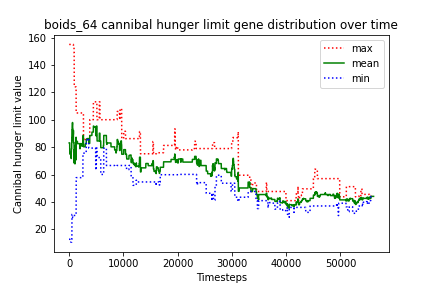 boids_64 cannibal hunger limit gene distribution over time
max
mean
min
Cannibal hunger limit value
160
140
120
100
80
60
40
20
0
10000
20000
30000
40000
50000
Timesteps